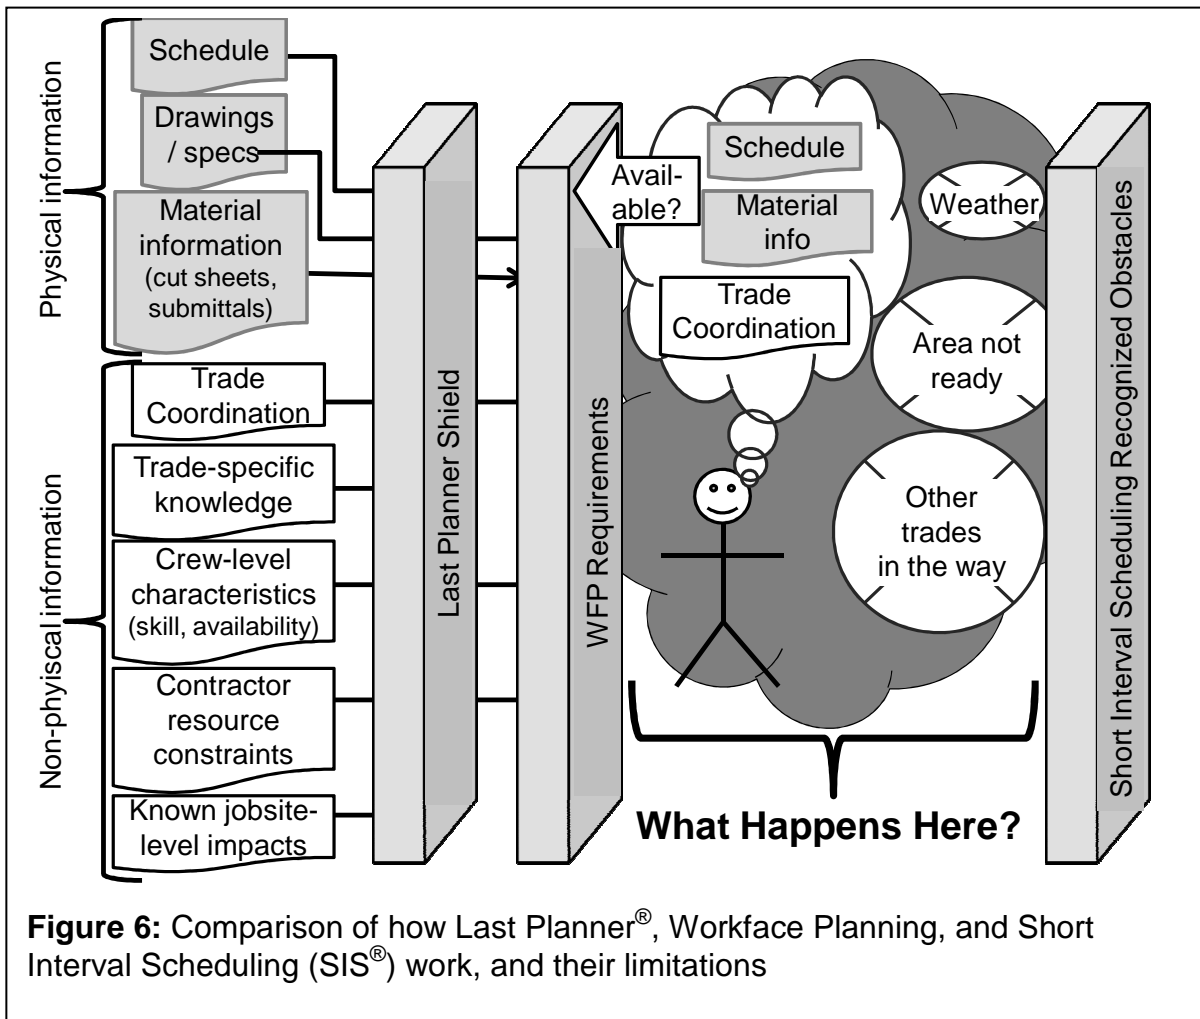 Physical information
Schedule
Drawings
/ specs
Material
information
(cut sheets,
submittals)
Non-phyiscal information
Trade
Coordination
Trade-specific
knowledge
Crew-level
characteristics
(skill, availability)
Contractor
resource
constraints
Known jobsite-
level impacts
Last Planner Shield
WFP Requirements
Avail-
able?
Schedule
Material
info
Trade
Coordination
Weather
Area not
ready
Other
trades
in the way
What Happens Here?
Short Interval Scheduling Recognized Obstacles
Figure 6: Comparison of how Last Planner®, Workface Planning, and Short
Interval Scheduling (SIS®) work, and their limitations